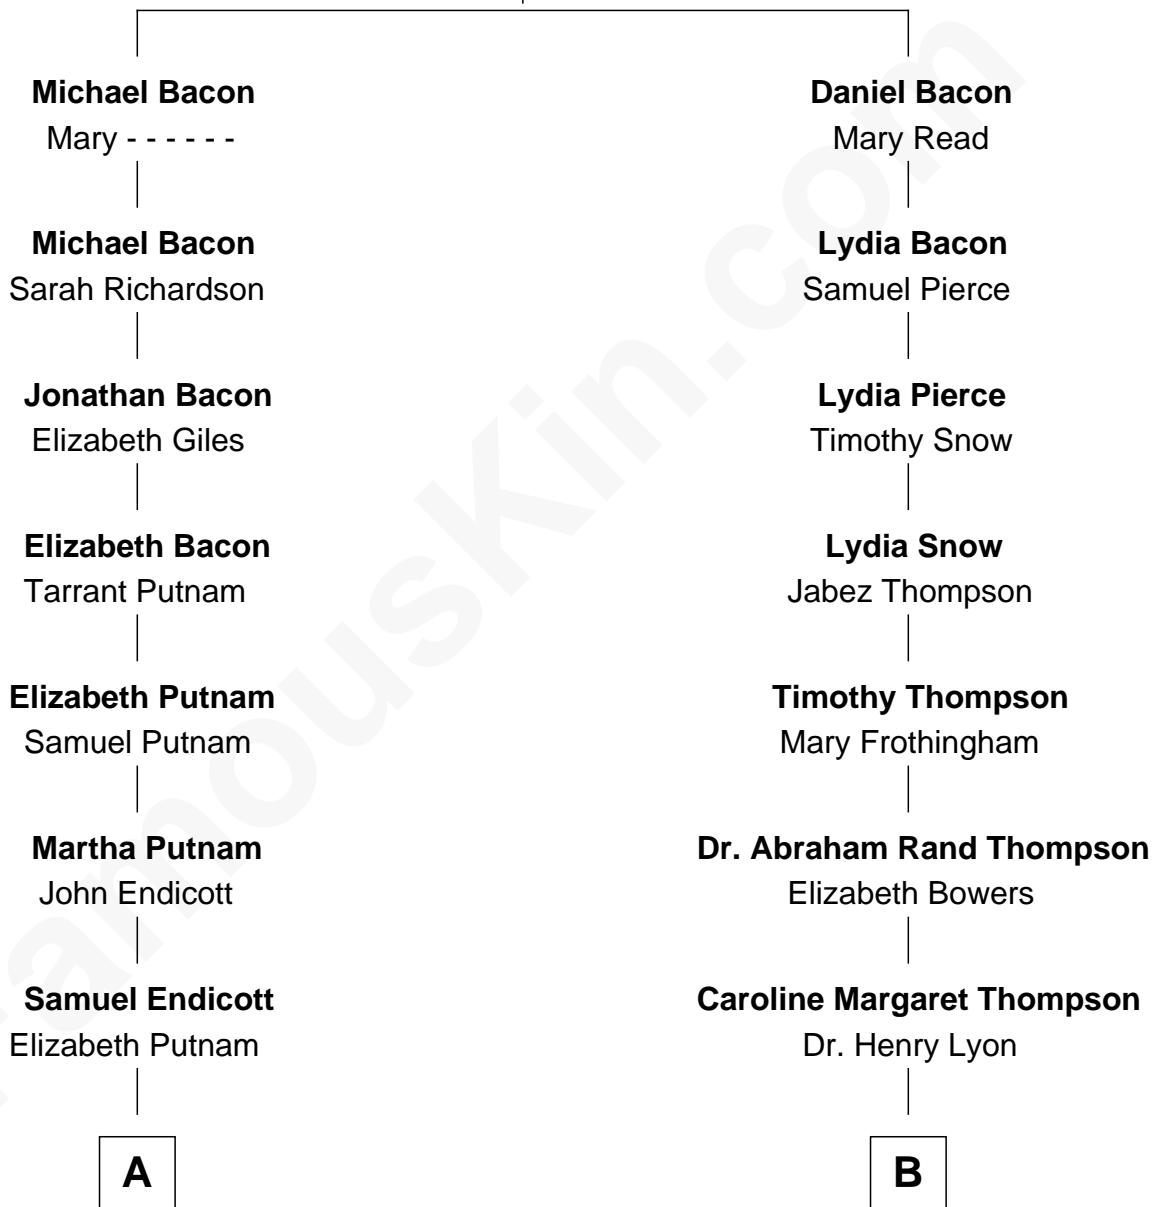 Michael Bacon
Mary - - - - - -
Michael Bacon
Sarah Richardson
Jonathan Bacon
Elizabeth Giles
Elizabeth Bacon
Tarrant Putnam
Elizabeth Putnam
Samuel Putnam
Martha Putnam
John Endicott
Samuel Endicott
Elizabeth Putnam
A
Daniel Bacon
Mary Read
Lydia Bacon
Samuel Pierce
Lydia Pierce
Timothy Snow
Lydia Snow
Jabez Thompson
Timothy Thompson
Mary Frothingham
Dr. Abraham Rand Thompson
Elizabeth Bowers
Caroline Margaret Thompson
Dr. Henry Lyon
B
FamousKin.com